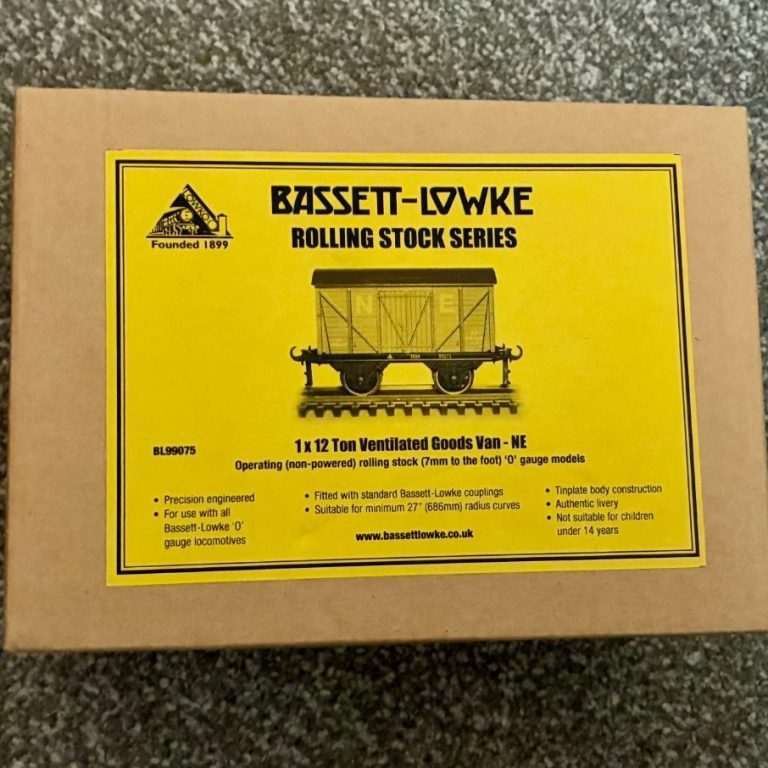 LOWKO
Founded 1899
BASSETT-LOWKE
ROLLING STOCK SERIES
N E
BL99075
1 x 12 Ton Ventilated Goods Van - NE
Operating (non-powered) rolling stock (7mm to the foot) 'O' gauge models
• Precision engineered
• For use with all
Bassett-Lowke 'O'
gauge locomotives
• Fitted with standard Bassett-Lowke couplings
• Suitable for minimum 27" (686mm) radius curves
• Tinplate body construction
• Authentic livery
• Not suitable for children
under 14 years
www.bassettlowke.co.uk